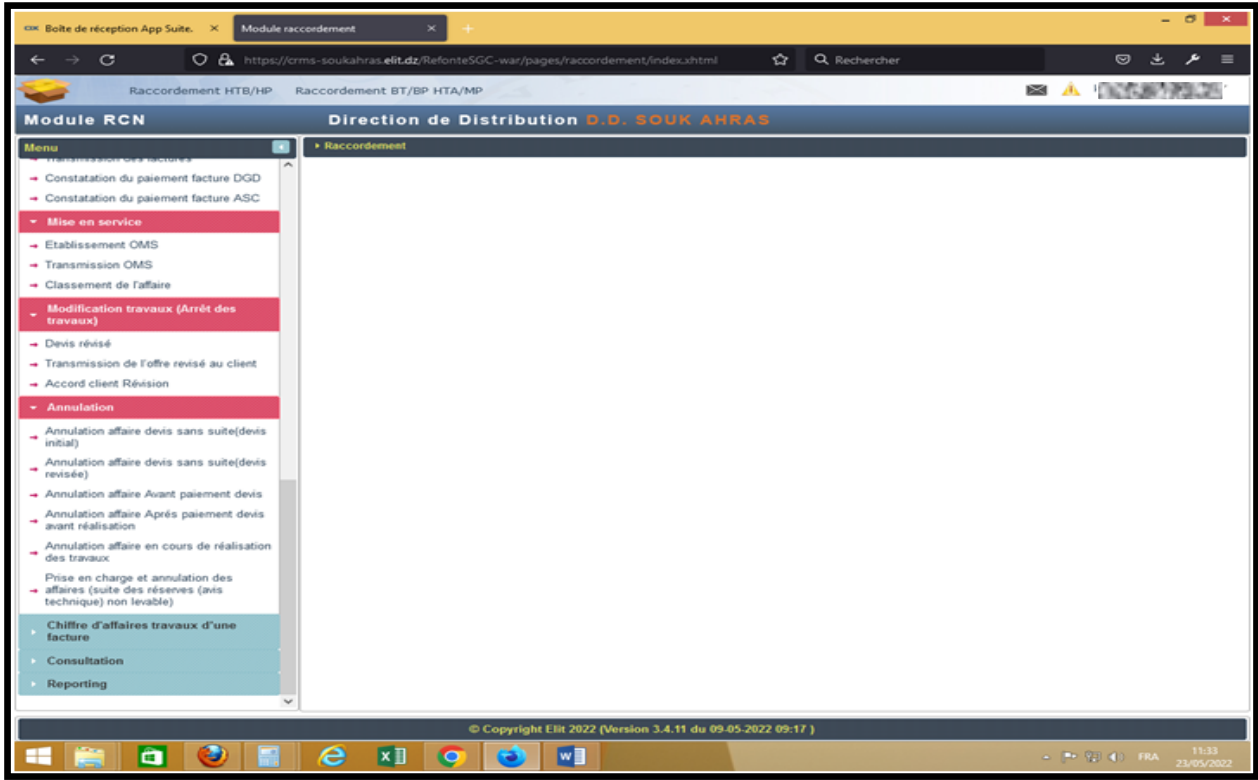 Boîte de réception App Suite.
Module raccordement
https://crms-soukahras.elit.dz/RefonteSGC-war/pages/raccordement/index.xhtml
Rechercher
Raccordement HTB/HP Raccordement BT/BP HTA/MP
Module RCN
Direction de Distribution D.D. SOUK AHRAS
Menu
Raccordement
Transmission des factures
Constatation du paiement facture DGD
Constatation du paiement facture ASC
Mise en service
Etablissement OMS
Transmission OMS
Classement de l'affaire
Modification travaux (Arrêt des
travaux)
Devis révisé
Transmission de l'offre revisé au client
Accord client Révision
Annulation
Annulation affaire devis sans suite(devis
initial)
Annulation affaire devis sans suite(devis
revisée)
Annulation affaire Avant paiement devis
Annulation affaire Aprés paiement devis
avant réalisation
Annulation affaire en cours de réalisation
des travaux
Prise en charge et annulation des
affaires (suite des réserves (avis
technique) non levable)
Chiffre d'affaires travaux d'une
facture
Consultation
Reporting
© Copyright Elit 2022 (Version 3.4.11 du 09-05-2022 09:17 )
FRA
11:33
23/05/2022